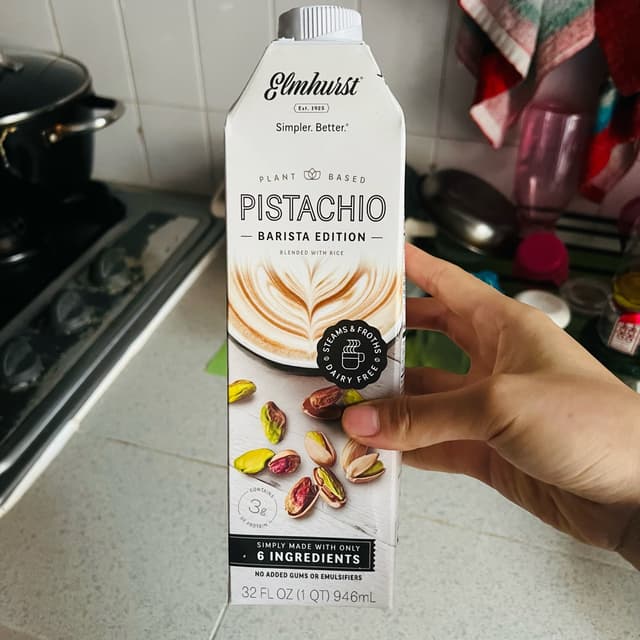 Elmhurst
Est. 1925
Simpler. Better.®
PLANT BASED
PISTACHIO
BARISTA EDITION
BLENDED WITH RICE
STEAMS & FROTHS
DAIRY FREE
CONTAINS
3g
OF PROTEIN
SIMPLY MADE WITH ONLY
6 INGREDIENTS
NO ADDED GUMS OR EMULSIFIERS
32 FL OZ (1 QT) 946mL